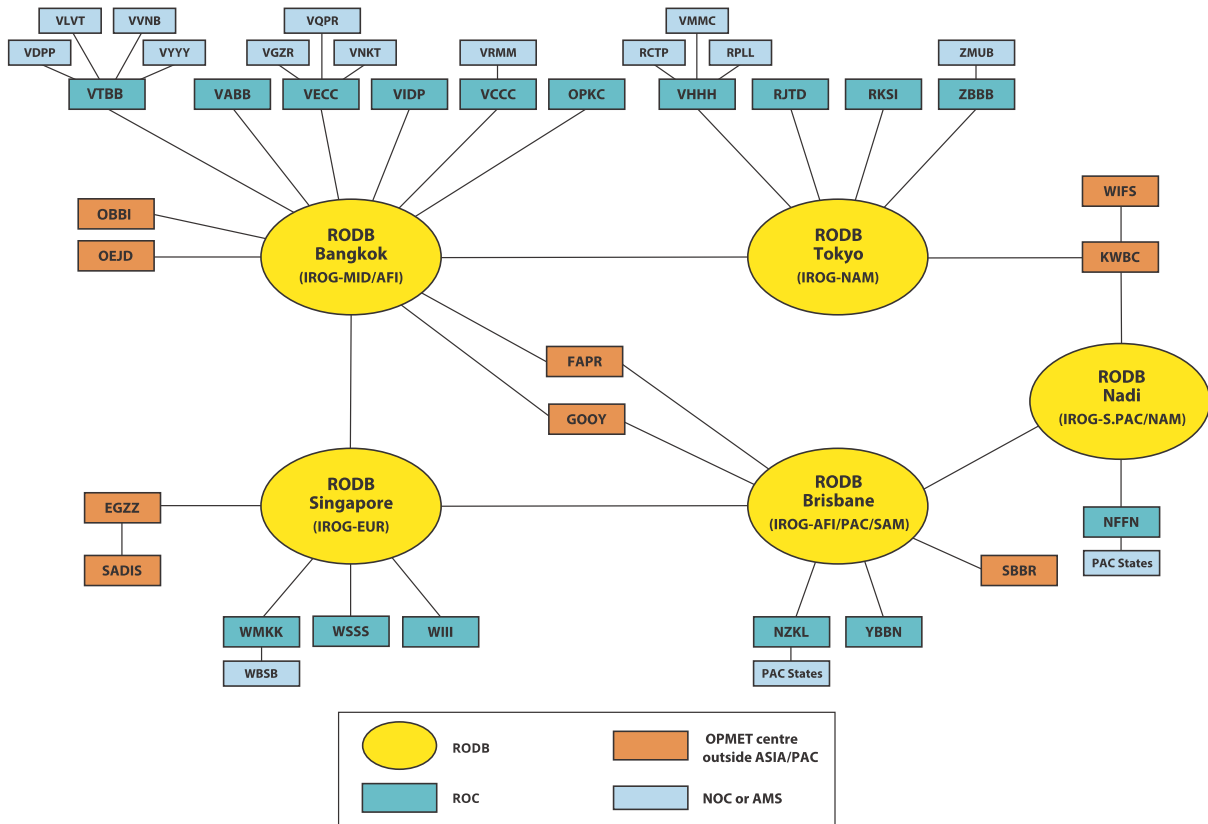 VLVT
VVNB
VQPR
VMMC
VDPP
VYYY
VGZR
VNKT
VRMM
RCTP
RPLL
ZMUB
VTBB
VABB
VECC
VIDP
VCCC
OPKC
VHHH
RJTD
RKSI
ZBBB
WIFS
OBBI
RODB
Bangkok
(IROG-MID/AFI)
RODB
Tokyo
(IROG-NAM)
OEJD
KWBC
FAPR
RODB
Nadi
(IROG-S.PAC/NAM)
GOOY
EGZZ
RODB
Singapore
(IROG-EUR)
RODB
Brisbane
(IROG-AFI/PAC/SAM)
NFFN
PAC States
SADIS
SBBR
WMKK
WSSS
WIII
NZKL
YBBN
WBSB
PAC States
RODB
OPMET centre
outside ASIA/PAC
ROC
NOC or AMS